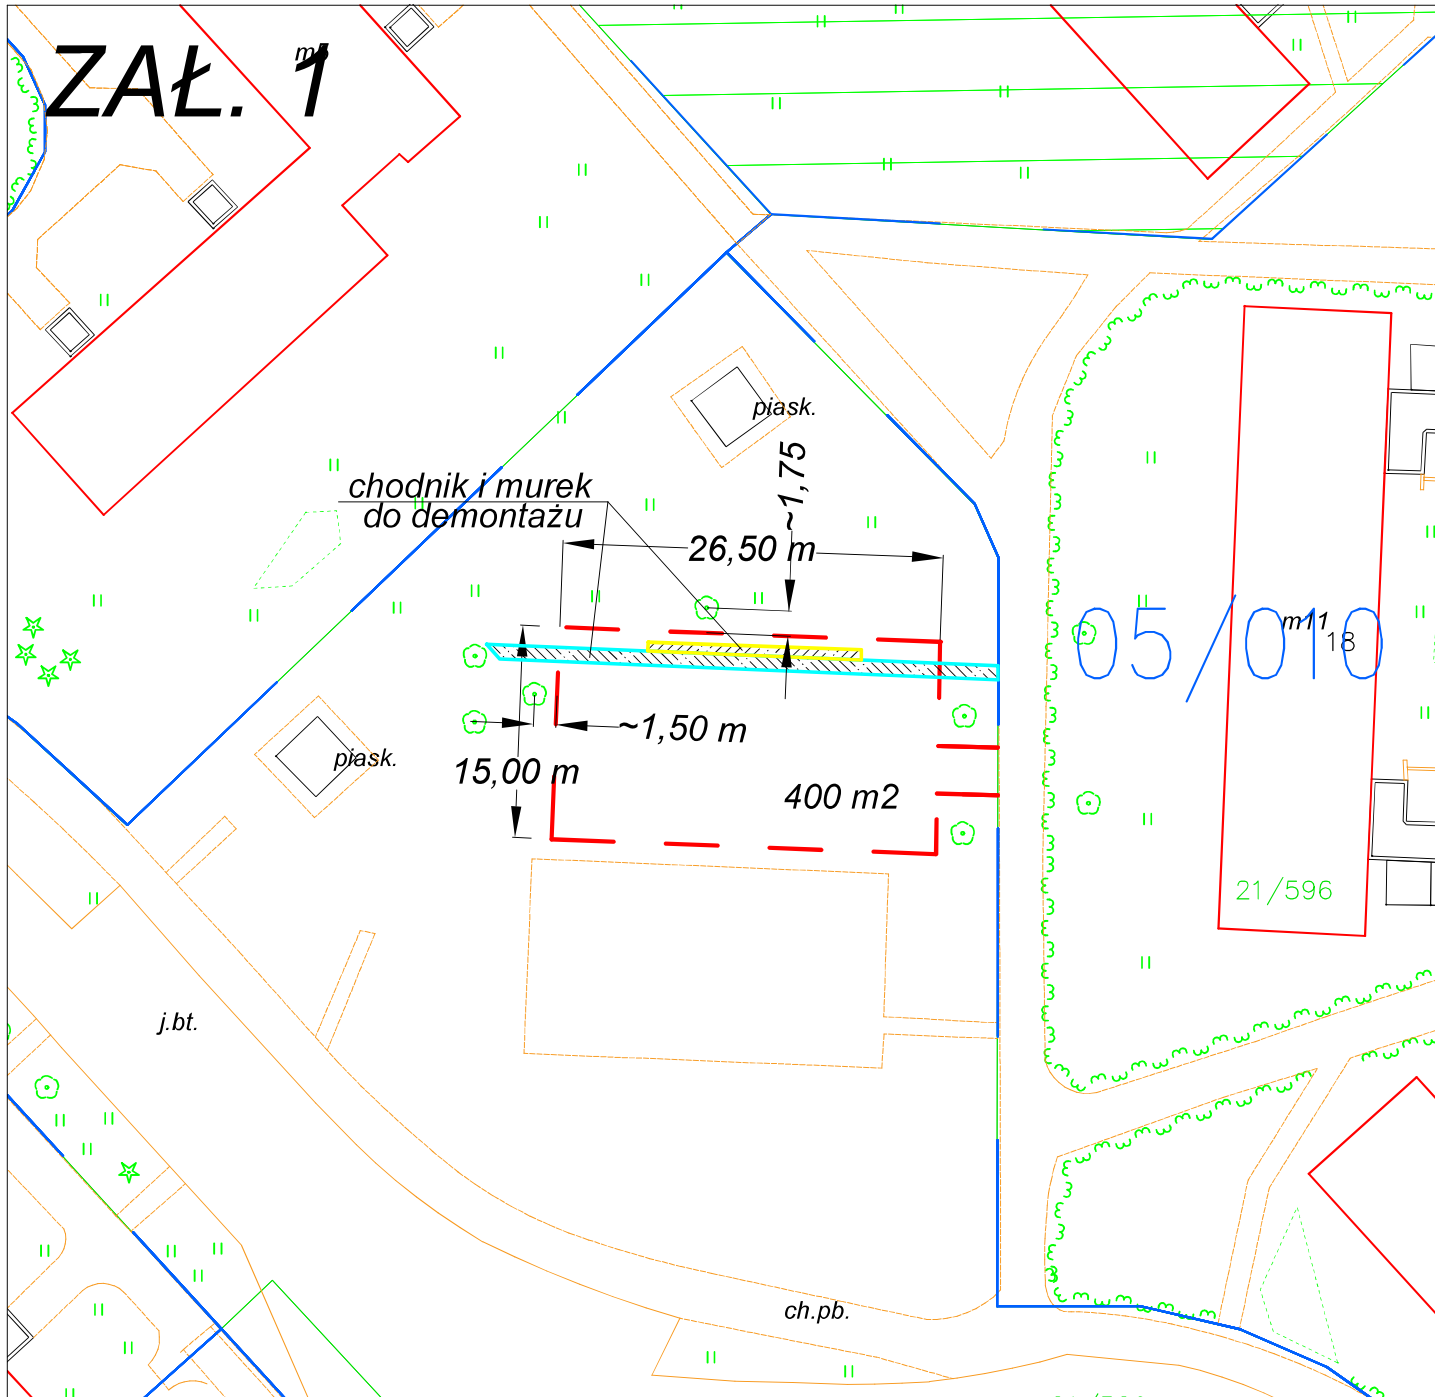 ZAŁ. 1
piask.
~1,75
chodnik i murek
do demontażu
26,50 m
05/010
m11
18
~1,50 m
piask.
15,00 m
400 m2
21/596
j.bt.
ch.pb.